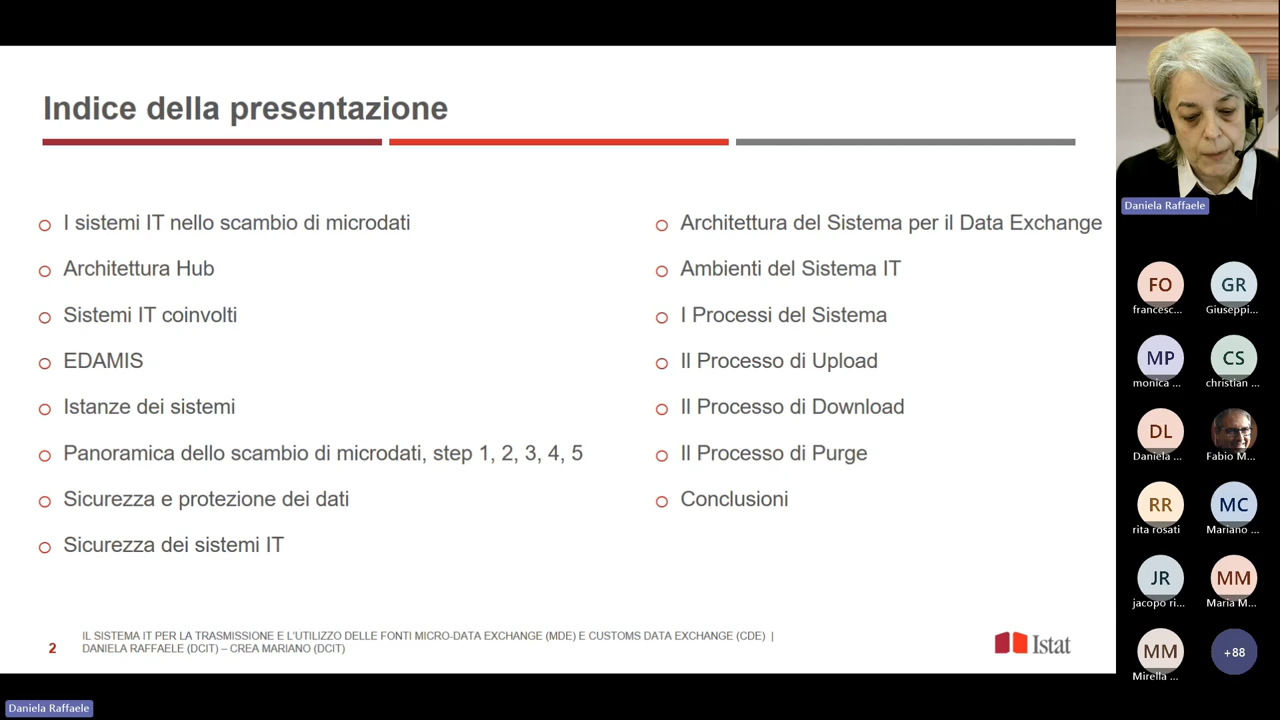 Indice della presentazione
I sistemi IT nello scambio di microdati
Architettura Hub
Sistemi IT coinvolti
EDAMIS
Istanze dei sistemi
Panoramica dello scambio di microdati, step 1, 2, 3, 4, 5
Sicurezza e protezione dei dati
Sicurezza dei sistemi IT
Architettura del Sistema per il Data Exchange
Ambienti del Sistema IT
I Processi del Sistema
Il Processo di Upload
Il Processo di Download
Il Processo di Purge
Conclusioni
2
IL SISTEMA IT PER LA TRASMISSIONE E L'UTILIZZO DELLE FONTI MICRO-DATA EXCHANGE (MDE) E CUSTOMS DATA EXCHANGE (CDE) |
DANIELA RAFFAELE (DCIT) – CREA MARIANO (DCIT)
Istat
Daniela Raffaele
FO
francesc...
GR
Giuseppi...
MP
monica ...
CS
christian ...
DL
Daniela ...
Fabio M...
RR
rita rosati
MC
Mariano ...
JR
jacopo ri...
MM
Maria M...
MM
Mirella ...
+88
Daniela Raffaele